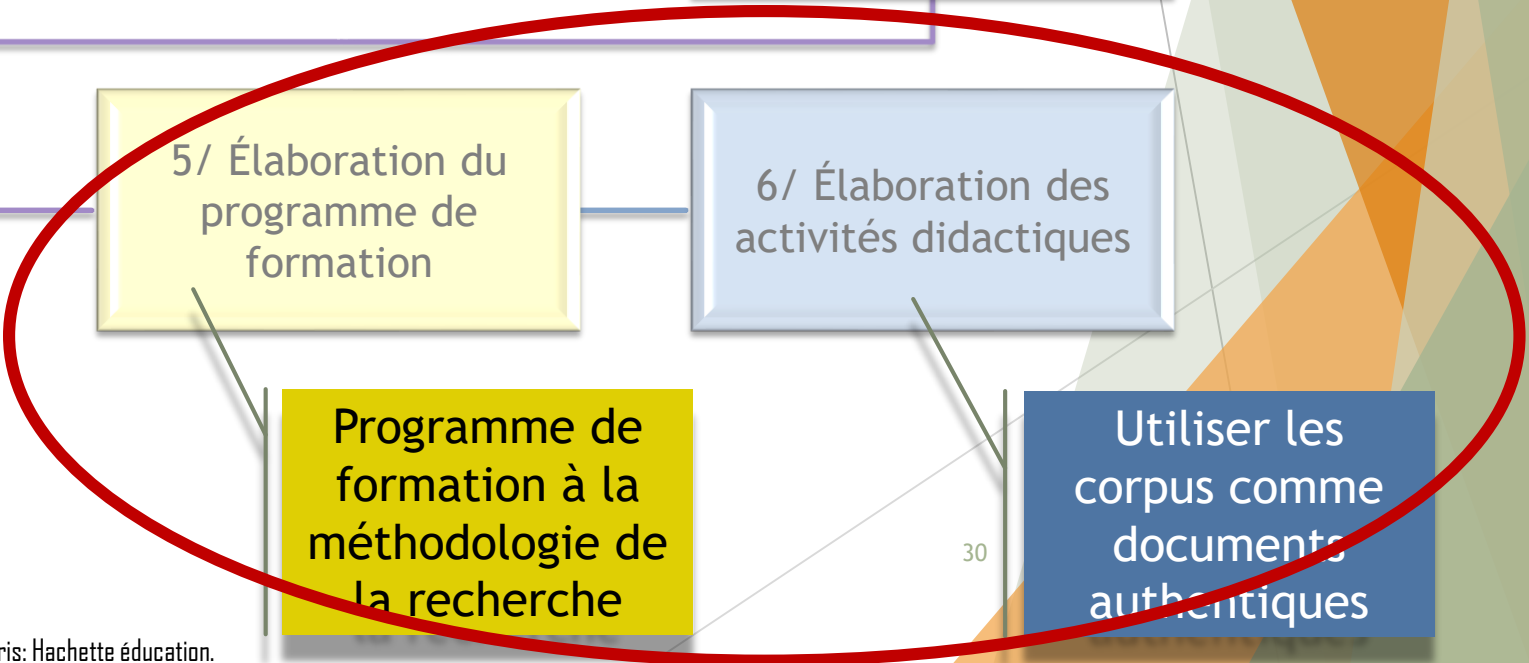 5/ Élaboration du
programme de
formation
6/ Élaboration des
activités didactiques
Programme de
formation à la
méthodologie de
la recherche
Utiliser les
corpus comme
documents
authentiques
30
ris: Hachette éducation.